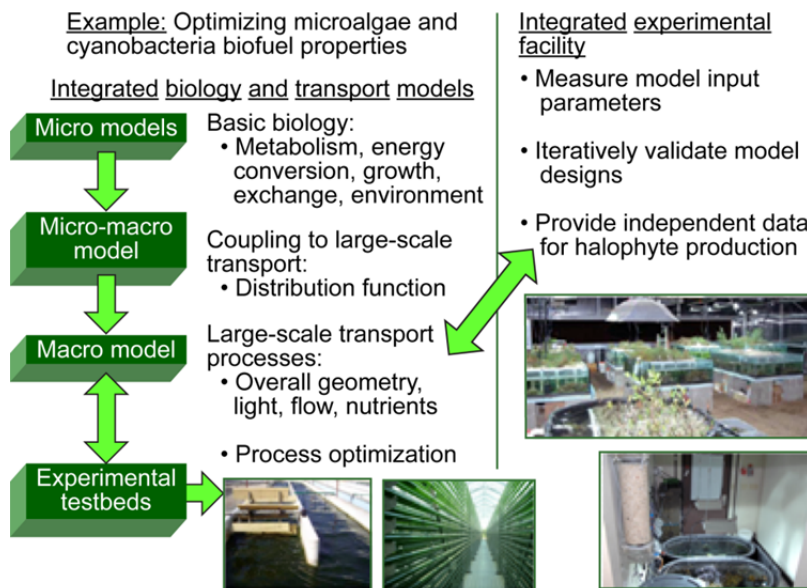 Example: Optimizing microalgae and
cyanobacteria biofuel properties
Integrated biology and transport models
Micro models
Basic biology:
• Metabolism, energy
conversion, growth,
exchange, environment
Micro-macro
model
Coupling to large-scale
transport:
• Distribution function
Macro model
Large-scale transport
processes:
• Overall geometry,
light, flow, nutrients
• Process optimization
Experimental
testbeds
Integrated experimental
facility
• Measure model input
parameters
• Iteratively validate model
designs
• Provide independent data
for halophyte production